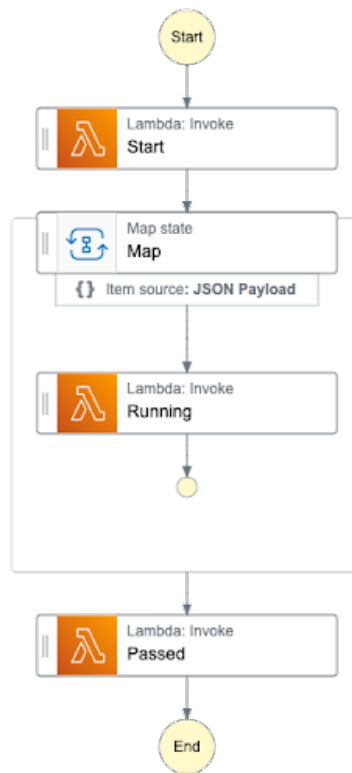 Start
Lambda: Invoke
Start
Map state
Map
{} Item source: JSON Payload
Lambda: Invoke
Running
Lambda: Invoke
Passed
End